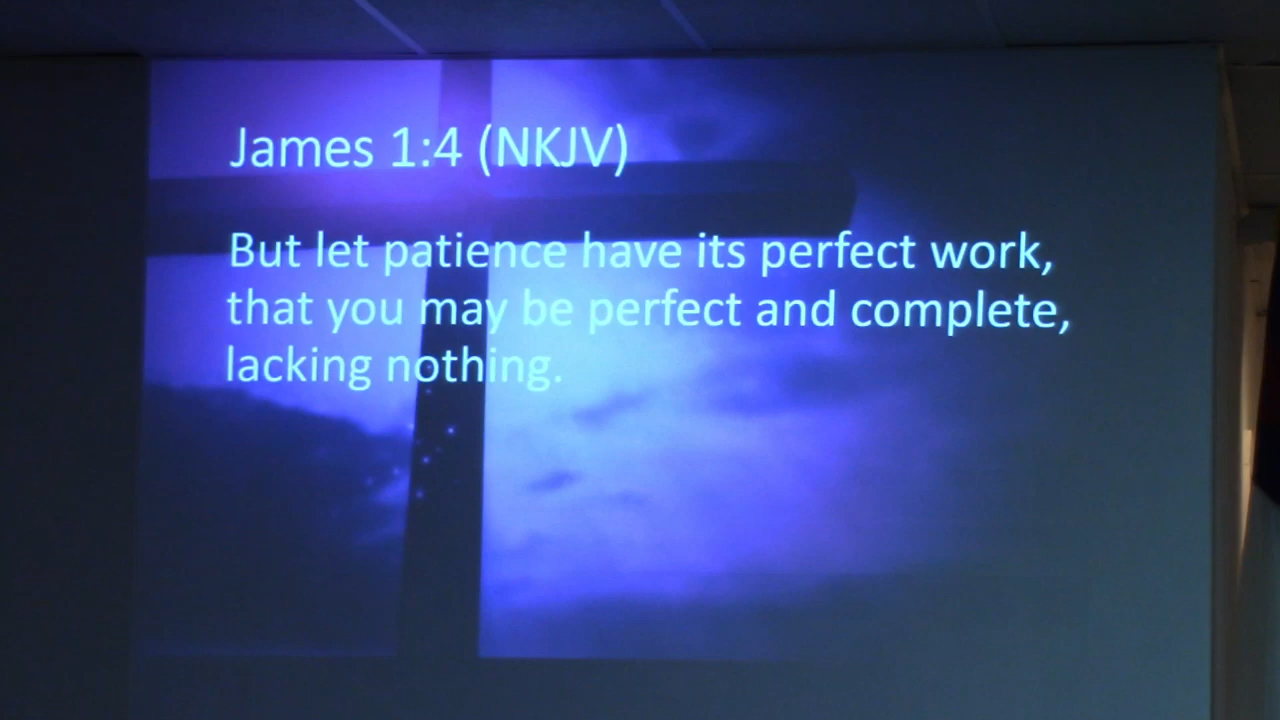 James 1:4 (NKJV)
But let patience have its perfect work,
that you may be perfect and complete,
lacking nothing.